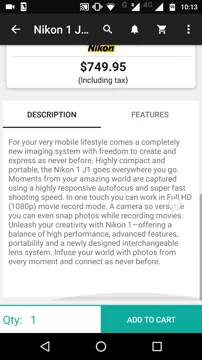 G 4G 10:13
Nikon 1 J...
Nikon
$749.95
(Including tax)
DESCRIPTION FEATURES
For your very mobile lifestyle comes a completely
new imaging system with freedom to create and
express as never before. Highly compact and
portable, the Nikon 1 J1 goes everywhere you go.
Moments from your amazing world are captured
using a highly responsive autofocus and super fast
shooting speed. In one touch you can work in Full HD
(1080p) movie record mode. A camera so
you can even snap photos while recording movies.
Unleash your creativity with Nikon 1—offering a
balance of high performance, advanced features,
portability and a newly designed interchangeable
lens system. Infuse your world with photos from
every moment and connect as never before.
Qty: 1 ADD TO CART